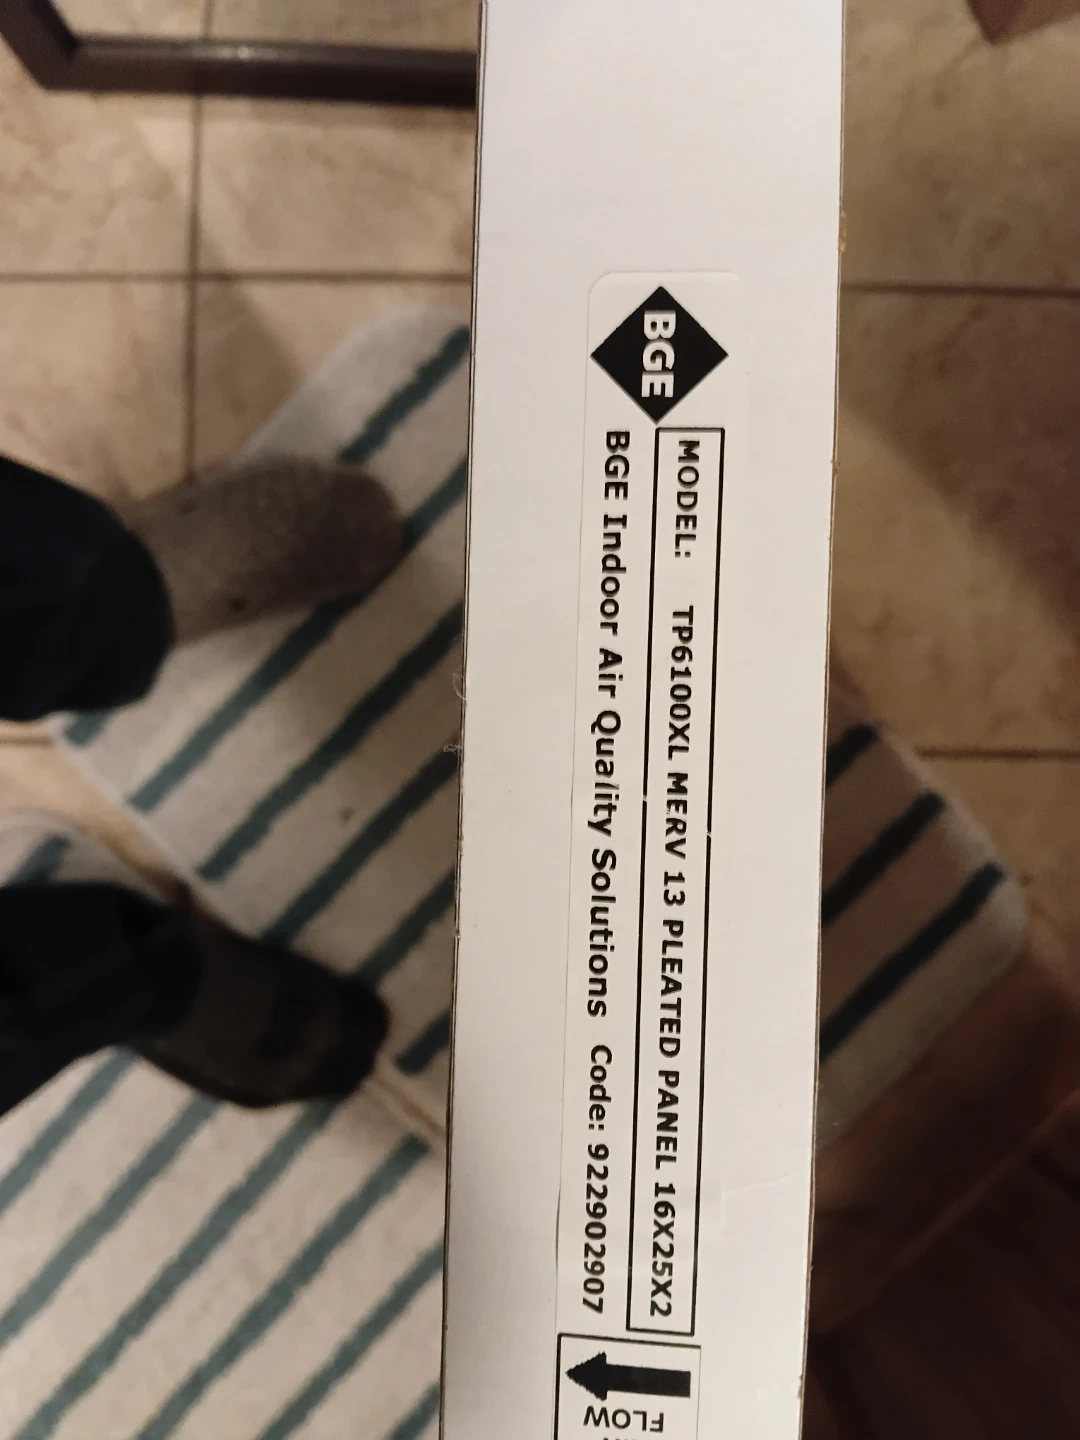 BGE
MODEL: TP6100XL MERV 13 PLEATED PANEL 16X25X2
BGE Indoor Air Quality Solutions Code: 922902907
FLOW